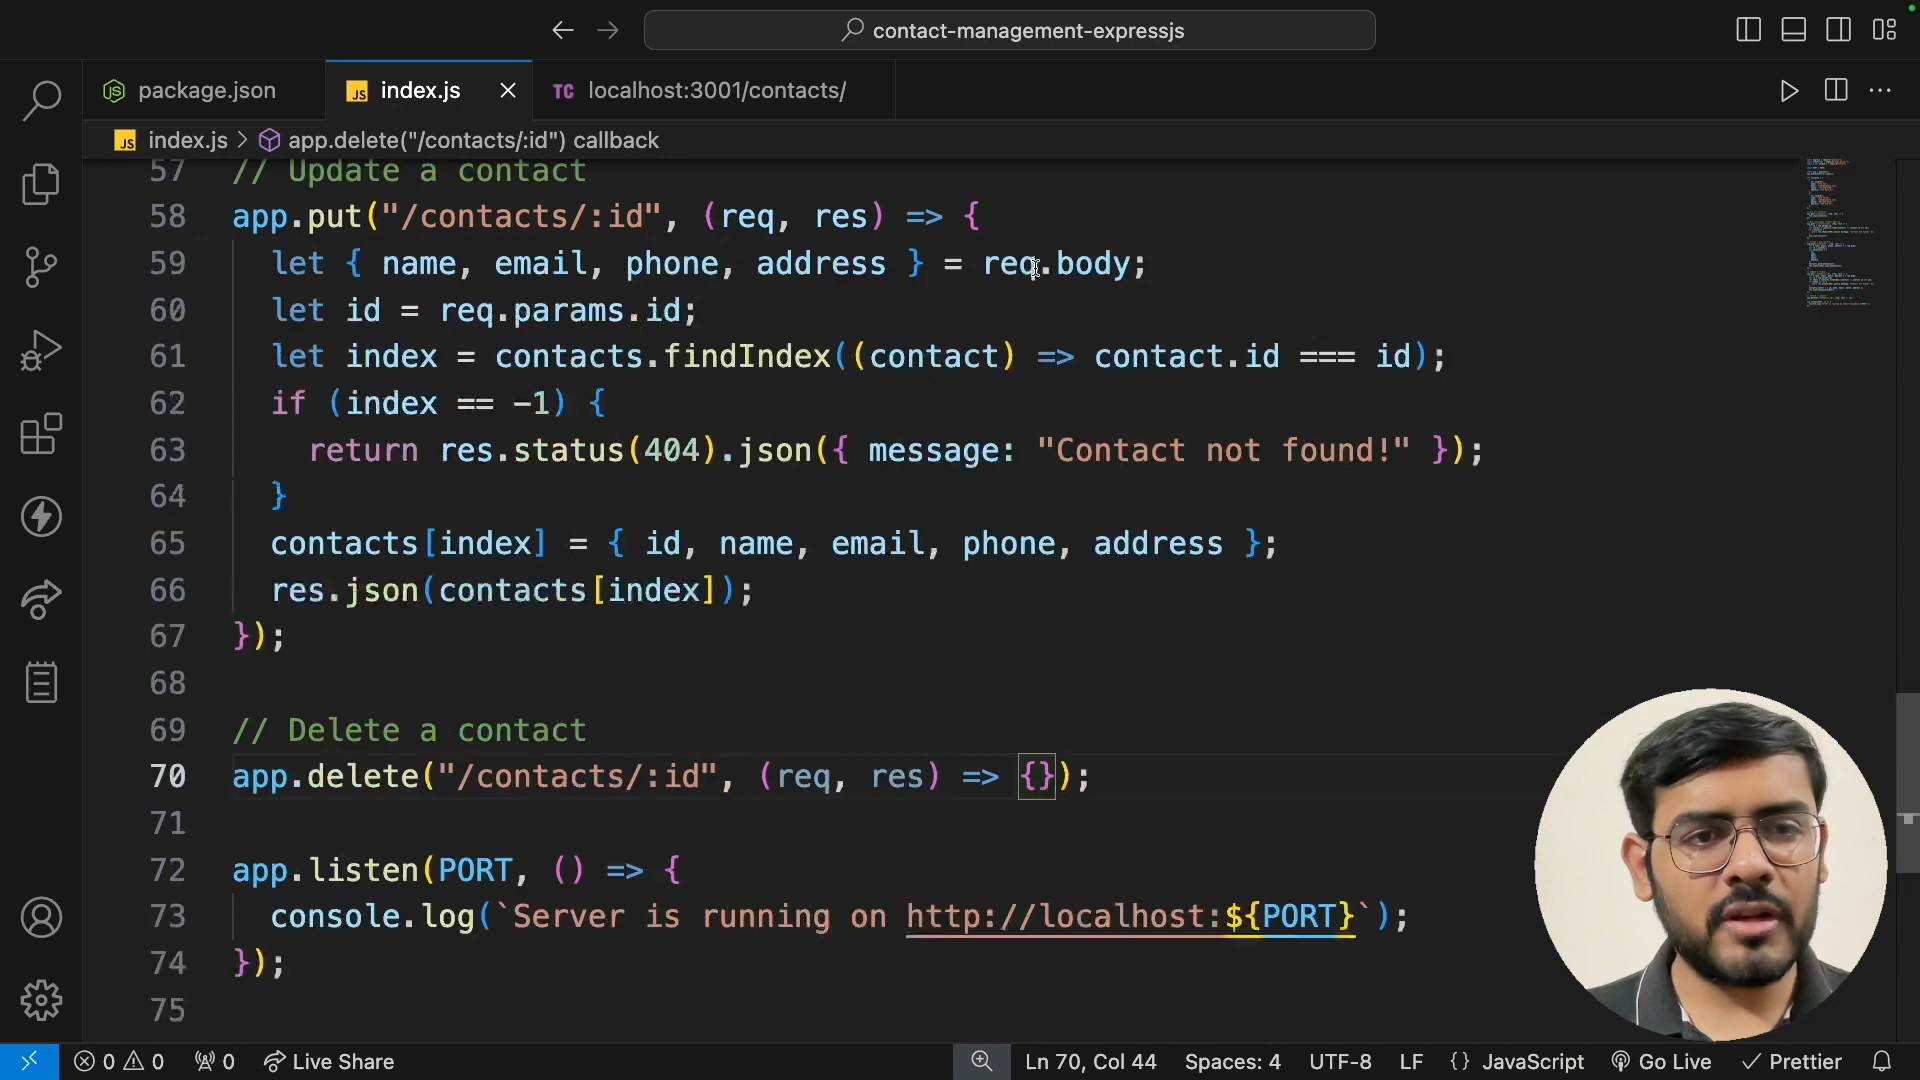 contact-management-expressjs
package.json
index.js
TC localhost:3001/contacts/
index.js > app.delete("/contacts/:id") callback
57 // Update a contact
58 app.put("/contacts/:id", (req, res) => {
59 let { name, email, phone, address } = req.body;
60 let id = req.params.id;
61 let index = contacts.findIndex((contact) => contact.id === id);
62 if (index == -1) {
63 return res.status(404).json({ message: "Contact not found!" });
64 }
65 contacts[index] = { id, name, email, phone, address };
66 res.json(contacts[index]);
67 });
68
69 // Delete a contact
70 app.delete("/contacts/:id", (req, res) => {});
71
72 app.listen(PORT, () => {
73 console.log(`Server is running on http://localhost:${PORT}`);
74 });
75
0 0 0 Live Share Ln 70, Col 44 Spaces: 4 UTF-8 LF {} JavaScript Go Live Prettier